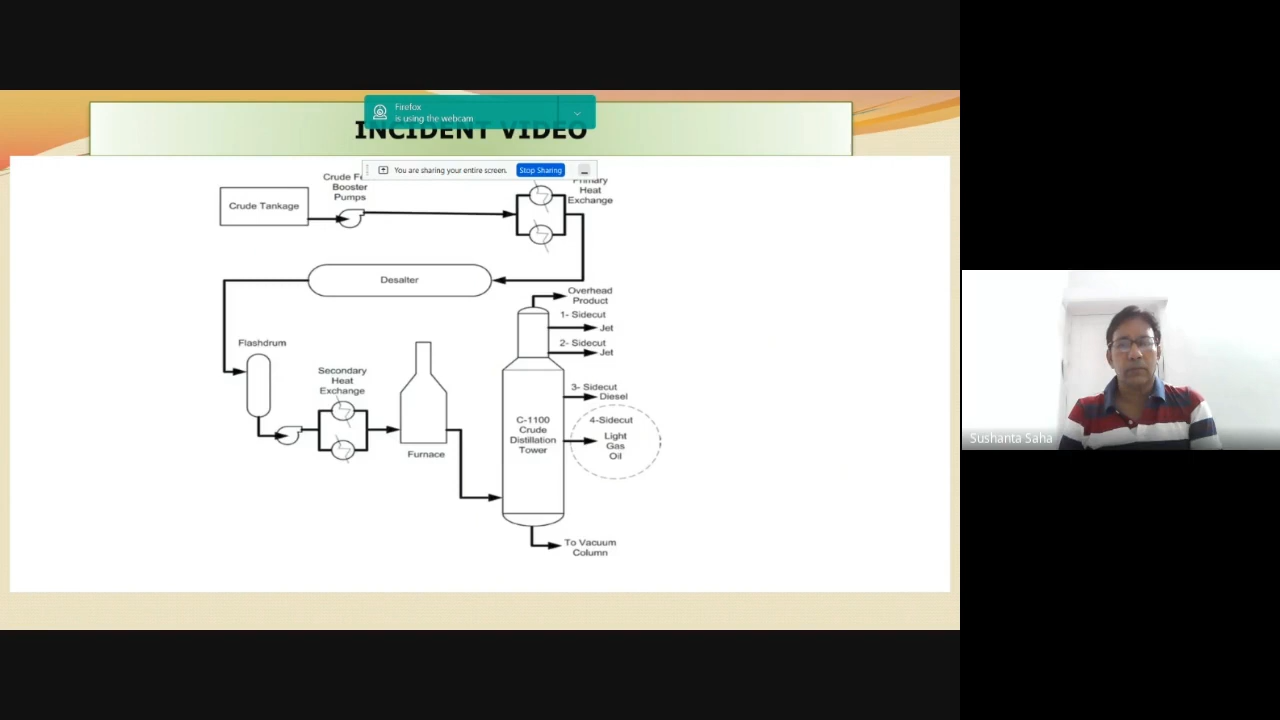 Firefox
is using the webcam
INCIDENT VIDEO
You are sharing your entire screen.
Stop Sharing
Crude
Booster
Pumps
Crude Tankage
Primary
Heat
Exchange
Desalter
Overhead
Product
1- Sidecut
Jet
2- Sidecut
Jet
Flashdrum
Secondary
Heat
Exchange
3- Sidecut
Diesel
C-1100
Crude
Distillation
Tower
4-Sidecut
Light
Gas
Oil
Furnace
To Vacuum
Column
Sushanta Saha